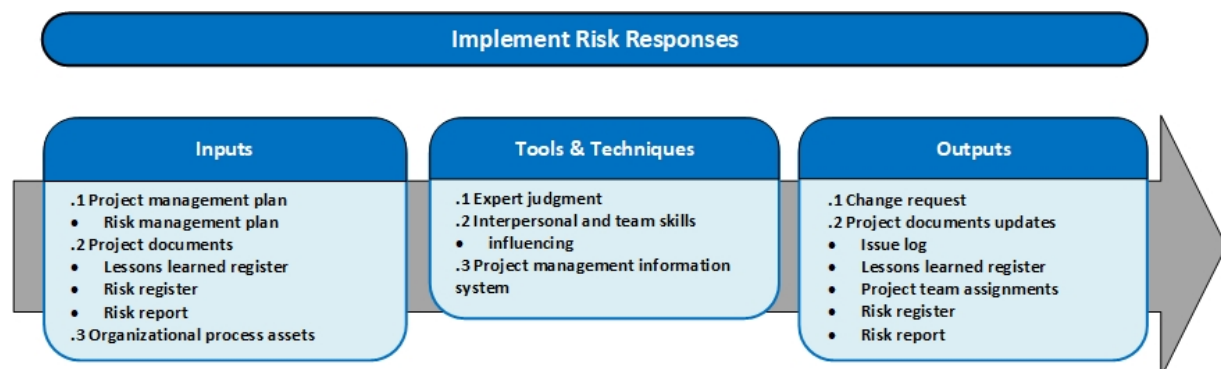 Implement Risk Responses
Inputs
.1 Project management plan
• Risk management plan
.2 Project documents
• Lessons learned register
• Risk register
• Risk report
.3 Organizational process assets
Tools & Techniques
.1 Expert judgment
.2 Interpersonal and team skills
• influencing
.3 Project management information
system
Outputs
.1 Change request
.2 Project documents updates
• Issue log
• Lessons learned register
• Project team assignments
• Risk register
• Risk report